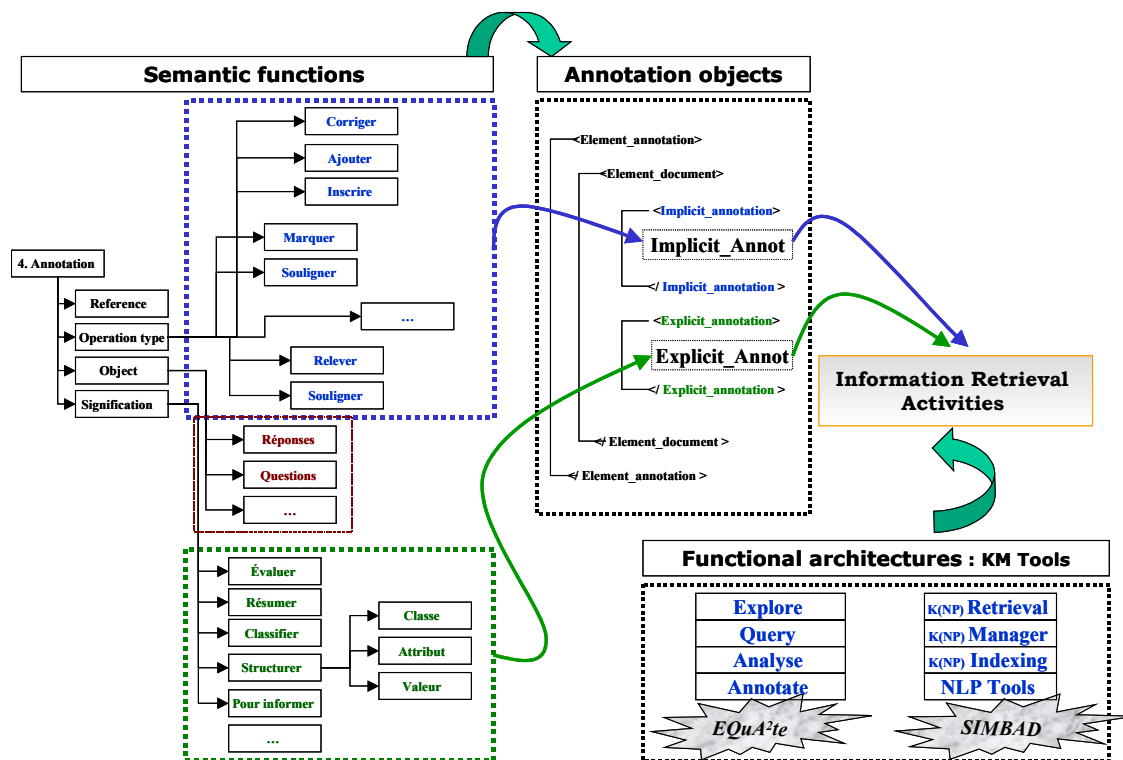 Semantic functions
Annotation objects
Corriger
Ajouter
Inscrire
Marquer
Souligner
...
Relever
Souligner
4. Annotation
Reference
Operation type
Object
Signification
Réponses
Questions
...
Évaluer
Résumer
Classifier
Structurer
Pour informer
...
Classe
Attribut
Valeur
<Element_annotation>
<Element_document>
<Implicit_annotation>
Implicit_Annot
</ Implicit_annotation >
<Explicit_annotation>
Explicit_Annot
</ Explicit_annotation >
</ Element_document >
</ Element_annotation >
Information Retrieval
Activities
Functional architectures : KM Tools
Explore
Query
Analyse
Annotate
EQuA²te
K(NP) Retrieval
K(NP) Manager
K(NP) Indexing
NLP Tools
SIMBAD